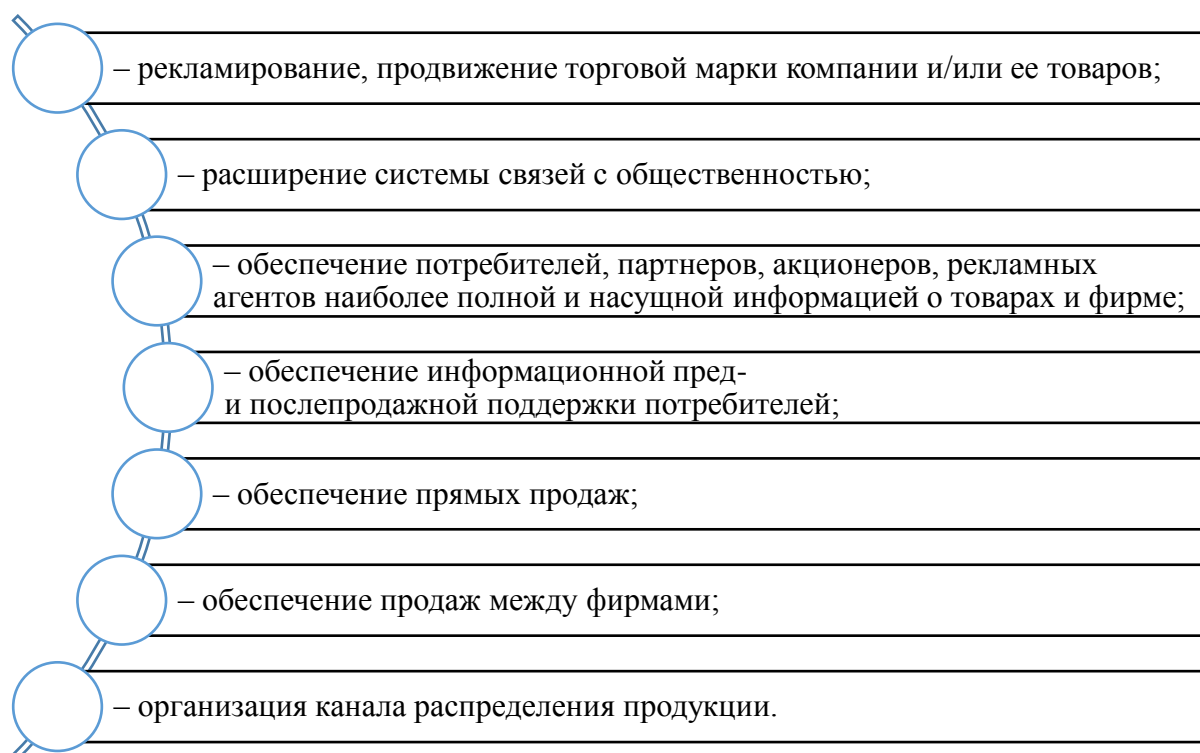 – рекламирование, продвижение торговой марки компании и/или ее товаров;
– расширение системы связей с общественностью;
– обеспечение потребителей, партнеров, акционеров, рекламных
агентов наиболее полной и насущной информацией о товарах и фирме;
– обеспечение информационной пред-
и послепродажной поддержки потребителей;
– обеспечение прямых продаж;
– обеспечение продаж между фирмами;
– организация канала распределения продукции.